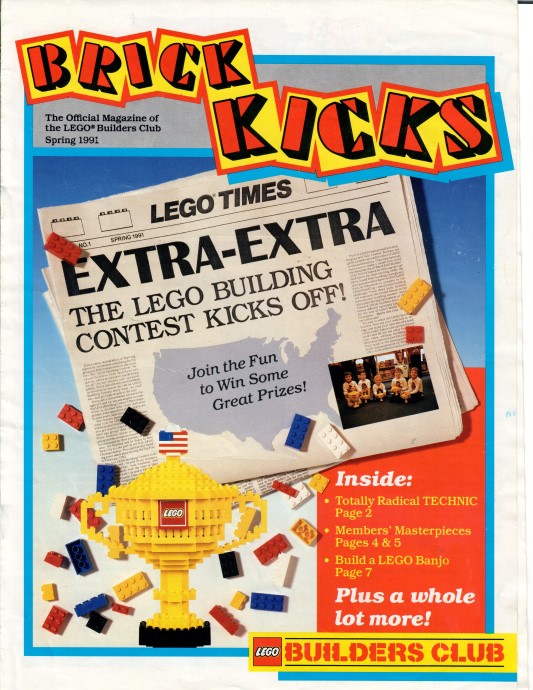 BRICK
KICKS
The Official Magazine of
the LEGO® Builders Club
Spring 1991
LEGO TIMES
NO.1
SPRING 1991
EXTRA-EXTRA
THE LEGO BUILDING
CONTEST KICKS OFF!
Join the Fun
to Win Some
Great Prizes!
LEGO
Inside:
• Totally Radical TECHNIC
Page 2
• Members' Masterpieces
Pages 4 & 5
• Build a LEGO Banjo
Page 7
Plus a whole
lot more!
LEGO BUILDERS CLUB